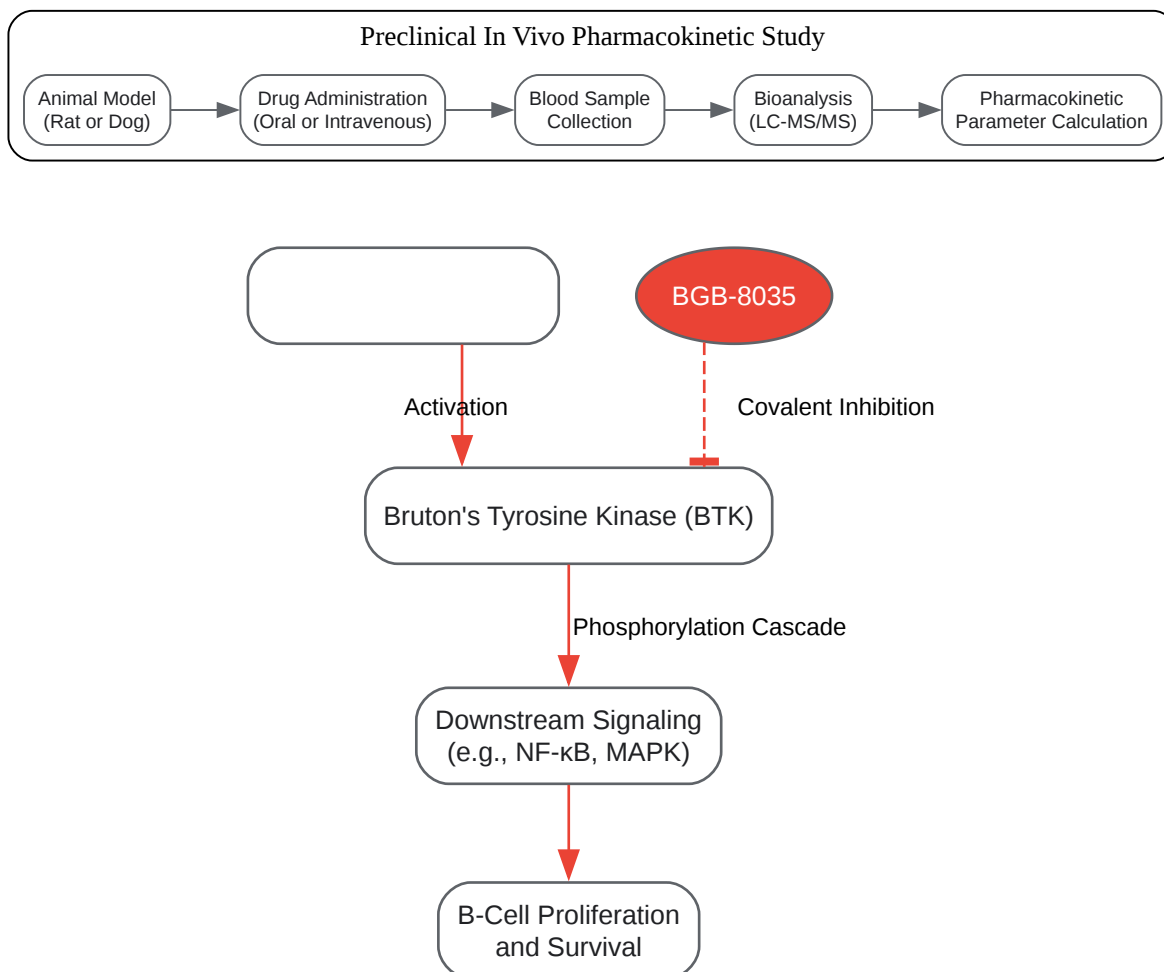 Preclinical In Vivo Pharmacokinetic Study
Animal Model
(Rat or Dog)
Drug Administration
(Oral or Intravenous)
Blood Sample
Collection
Bioanalysis
(LC-MS/MS)
Pharmacokinetic
Parameter Calculation
BGB-8035
Activation
Covalent Inhibition
Bruton's Tyrosine Kinase (BTK)
Phosphorylation Cascade
Downstream Signaling
(e.g., NF-κB, MAPK)
B-Cell Proliferation
and Survival